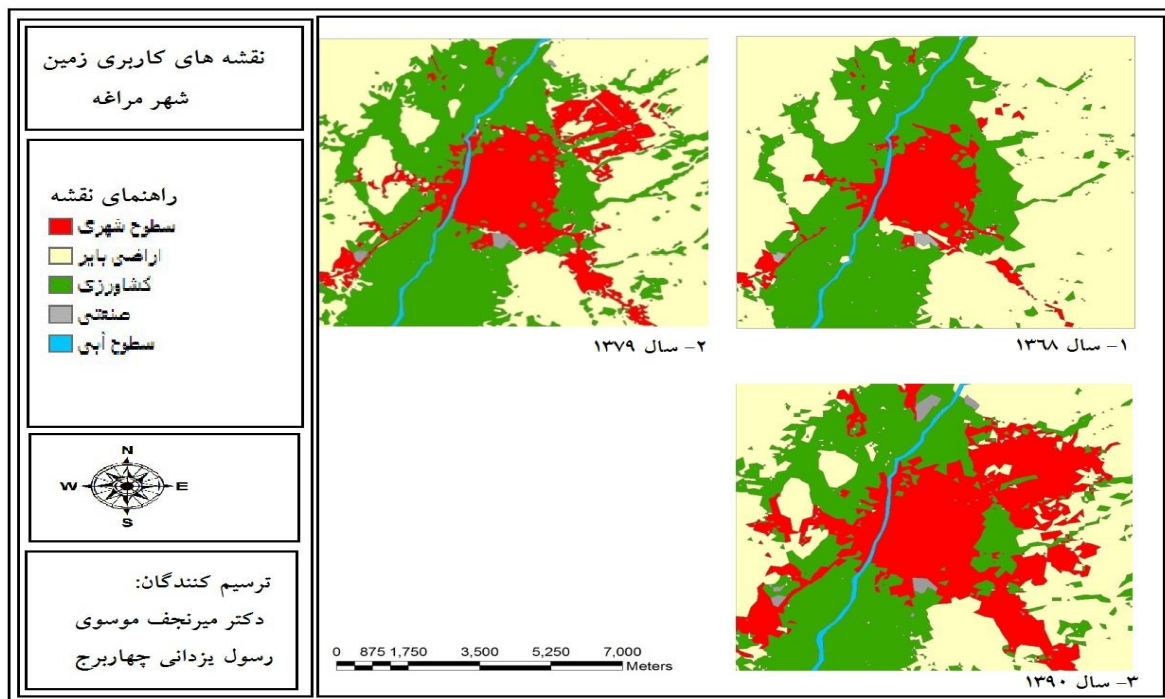 نقشه های کاربری زمین
شهر مراغه
راهنمای نقشه
سطوح شهری
اراضی بایر
کشاورزی
صنعتی
سطوح آبی
N
W E
S
ترسیم کنندگان:
دکتر میرنجف موسوی
رسول یزدانی چهاربرج
۱- سال ۱۳۶۸
۲- سال ۱۳۷۹
۳- سال ۱۳۹۰
0 875 1,750 3,500 5,250 7,000
Meters